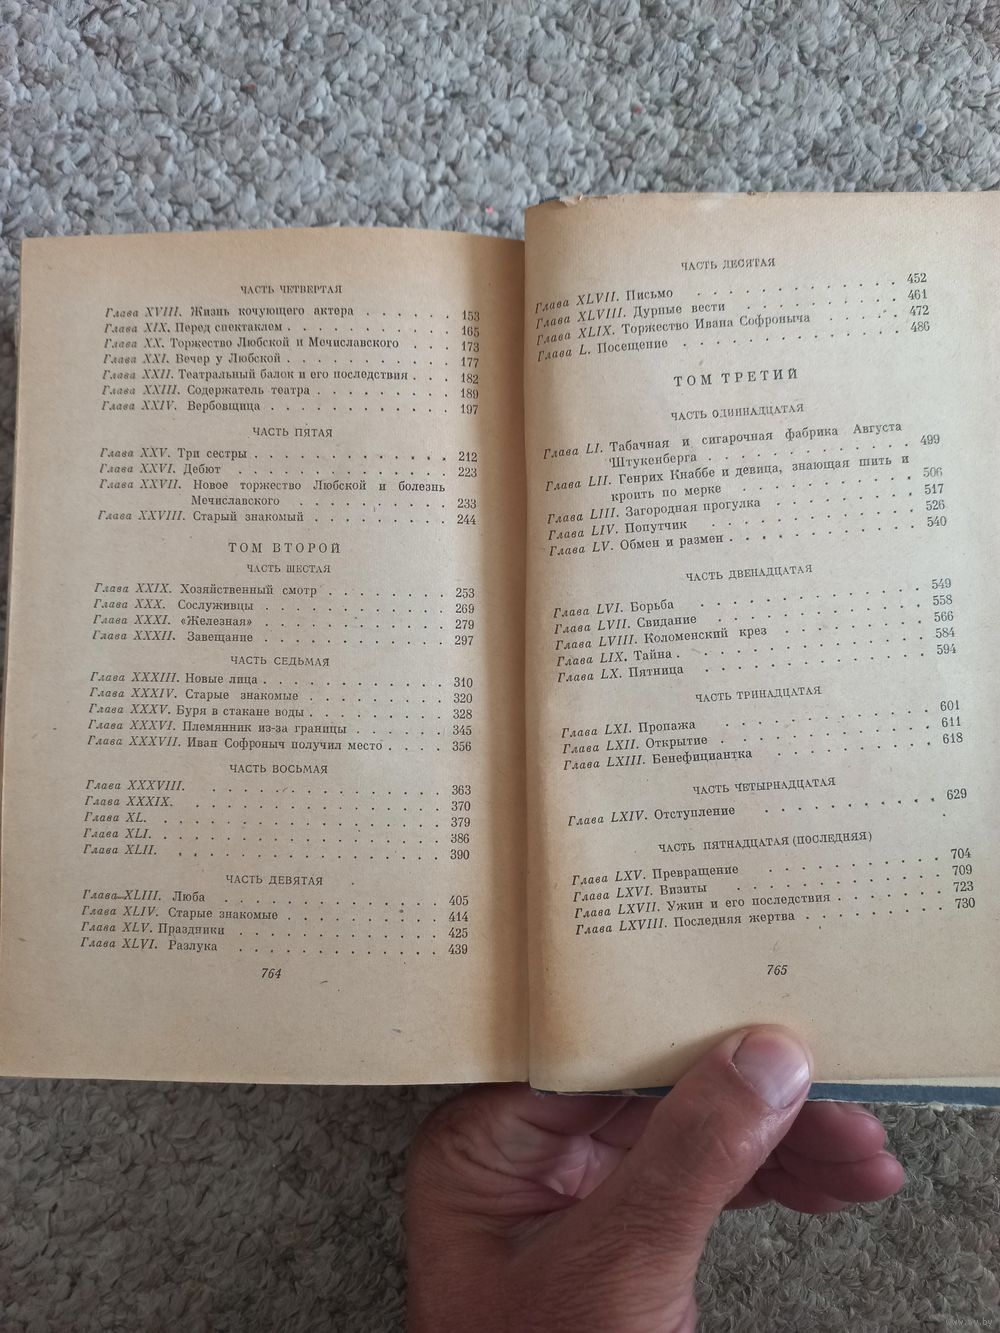 ЧАСТЬ ЧЕТВЕРТАЯ
Глава XVIII. Жизнь кочующего актера . . . . . . 153
Глава XIX. Перед спектаклем . . . . . . . . . . 165
Глава XX. Торжество Любской и Мечиславского . . 173
Глава XXI. Вечер у Любской . . . . . . . . . . 177
Глава XXII. Театральный балок и его последствия . . . 182
Глава XXIII. Содержатель театра . . . . . . . . 189
Глава XXIV. Вербовщица . . . . . . . . . . . . 197
ЧАСТЬ ПЯТАЯ
Глава XXV. Три сестры . . . . . . . . . . . . 212
Глава XXVI. Дебют . . . . . . . . . . . . . 223
Глава XXVII. Новое торжество Любской и болезнь
Мечиславского . . . . . . . . . . 233
Глава XXVIII. Старый знакомый . . . . . . . . . 244
ТОМ ВТОРОЙ
ЧАСТЬ ШЕСТАЯ
Глава XXIX. Хозяйственный смотр . . . . . . . . 253
Глава XXX. Сослуживцы . . . . . . . . . . . . 269
Глава XXXI. «Железная» . . . . . . . . . . . . 279
Глава XXXII. Завещание . . . . . . . . . . . . 297
ЧАСТЬ СЕДЬМАЯ
Глава XXXIII. Новые лица . . . . . . . . . . . 310
Глава XXXIV. Старые знакомые . . . . . . . . . 320
Глава XXXV. Буря в стакане воды . . . . . . . . 328
Глава XXXVI. Племянник из-за границы . . . . . . 345
Глава XXXVII. Иван Софроныч получил место . . . . 356
ЧАСТЬ ВОСЬМАЯ
Глава XXXVIII. . . . . . . . . . . . . . . . 363
Глава XXXIX. . . . . . . . . . . . . . . . . 370
Глава XL. . . . . . . . . . . . . . . . . . 379
Глава XLI. . . . . . . . . . . . . . . . . . 386
Глава XLII. . . . . . . . . . . . . . . . . 390
ЧАСТЬ ДЕВЯТАЯ
Глава XLIII. Люба . . . . . . . . . . . . . . 405
Глава XLIV. Старые знакомые . . . . . . . . . . 414
Глава XLV. Праздники . . . . . . . . . . . . . 425
Глава XLVI. Разлука . . . . . . . . . . . . . 439
764
ЧАСТЬ ДЕСЯТАЯ
Глава XLVII. Письмо . . . . . . . . . . . . . 452
Глава XLVIII. Дурные вести . . . . . . . . . . 461
Глава XLIX. Торжество Ивана Софроныча . . . . . 472
Глава L. Посещение . . . . . . . . . . . . . 486
ТОМ ТРЕТИЙ
ЧАСТЬ ОДИННАДЦАТАЯ
Глава LI. Табачная и сигарочная фабрика Августа
Штукенберга . . . . . . . . . . . 499
Глава LII. Генрих Кнаббе и девица, знающая шить и
кроить по мерке . . . . . . . . . 506
Глава LIII. Загородная прогулка . . . . . . . . 517
Глава LIV. Попутчик . . . . . . . . . . . . . 526
Глава LV. Обмен и размен . . . . . . . . . . . 540
ЧАСТЬ ДВЕНАДЦАТАЯ
Глава LVI. Борьба . . . . . . . . . . . . . . 549
Глава LVII. Свидание . . . . . . . . . . . . . 558
Глава LVIII. Коломенский крез . . . . . . . . . 566
Глава LIX. Тайна . . . . . . . . . . . . . . 584
Глава LX. Пятница . . . . . . . . . . . . . . 594
ЧАСТЬ ТРИНАДЦАТАЯ
Глава LXI. Пропажа . . . . . . . . . . . . . 601
Глава LXII. Открытие . . . . . . . . . . . . . 611
Глава LXIII. Бенефициантка . . . . . . . . . . 618
ЧАСТЬ ЧЕТЫРНАДЦАТАЯ
Глава LXIV. Отступление . . . . . . . . . . . 629
ЧАСТЬ ПЯТНАДЦАТАЯ (ПОСЛЕДНЯЯ)
Глава LXV. Превращение . . . . . . . . . . . . 704
Глава LXVI. Визиты . . . . . . . . . . . . . 709
Глава LXVII. Ужин и его последствия . . . . . . 723
Глава LXVIII. Последняя жертва . . . . . . . . 730
765
www.ay.by